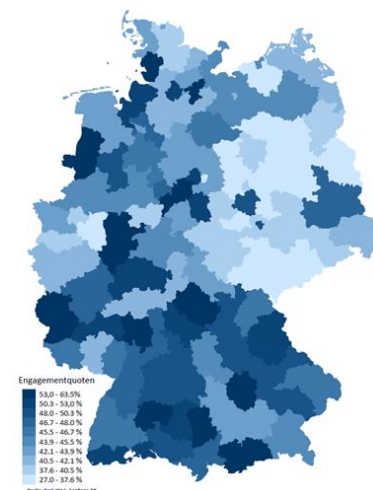 Engagementquoten
53,0 - 63.5%
50.3 - 53,0 %
48.0 - 50.3 %
46.7 - 48.0 %
45.5 - 46.7 %
43.9 - 45.5 %
42.1 - 43.9 %
40.5 - 42.1 %
37.6 - 40.5 %
27.0 - 37.6 %